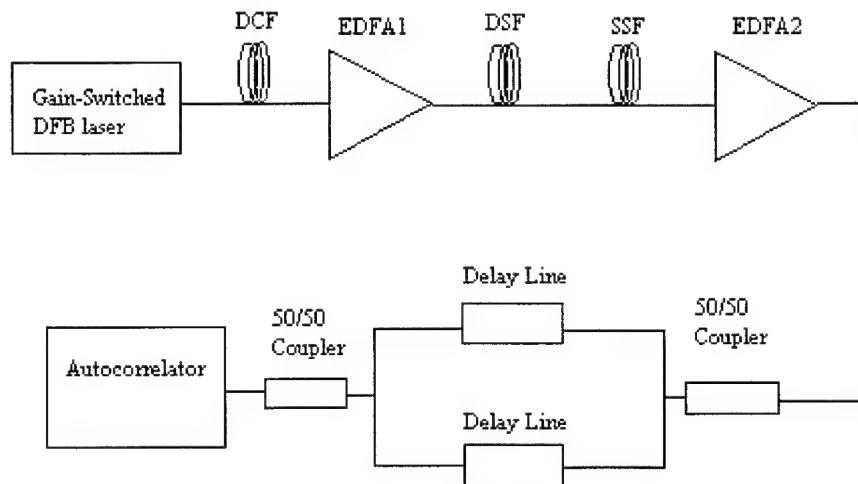 DCF
EDFA1
DSF
SSF
EDFA2
Gain-Switched
DFB laser
Delay Line
50/50
Coupler
50/50
Coupler
Autocorrelator
Delay Line